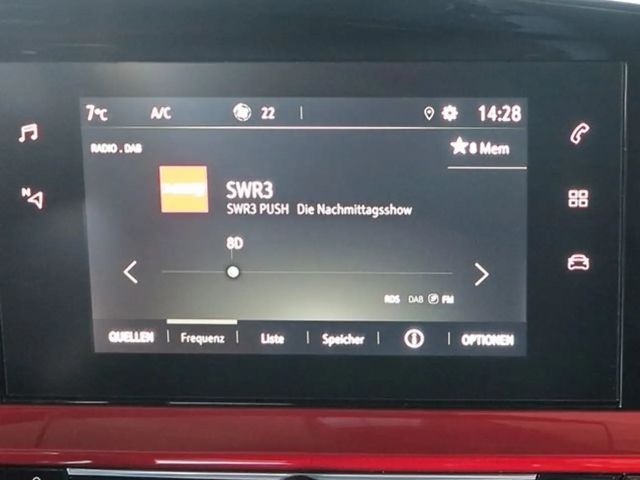 7°C A/C 22 14:28
RADIO . DAB
8 Mem
SWR3
SWR3 PUSH Die Nachmittagsshow
8D
RDS DAB FM
QUELLEN Frequenz Liste Speicher OPTIONEN
N